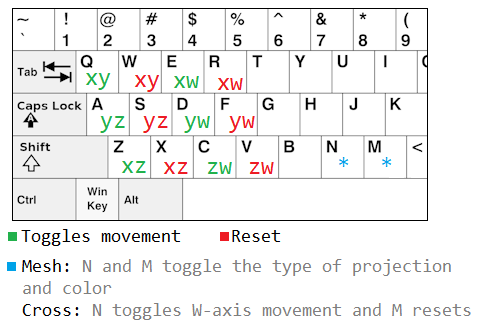 ~ ! @ # $ % ^ & * (
` 1 2 3 4 5 6 7 8 9
Tab Q W E R T Y U I
xy xy xw xw
Caps Lock A S D F G H J K
yz yz yw yw
Shift Z X C V B N M <
xz xz zw zw * *
Ctrl Win Key Alt
Toggles movement Reset
Mesh: N and M toggle the type of projection
and color
Cross: N toggles W-axis movement and M resets